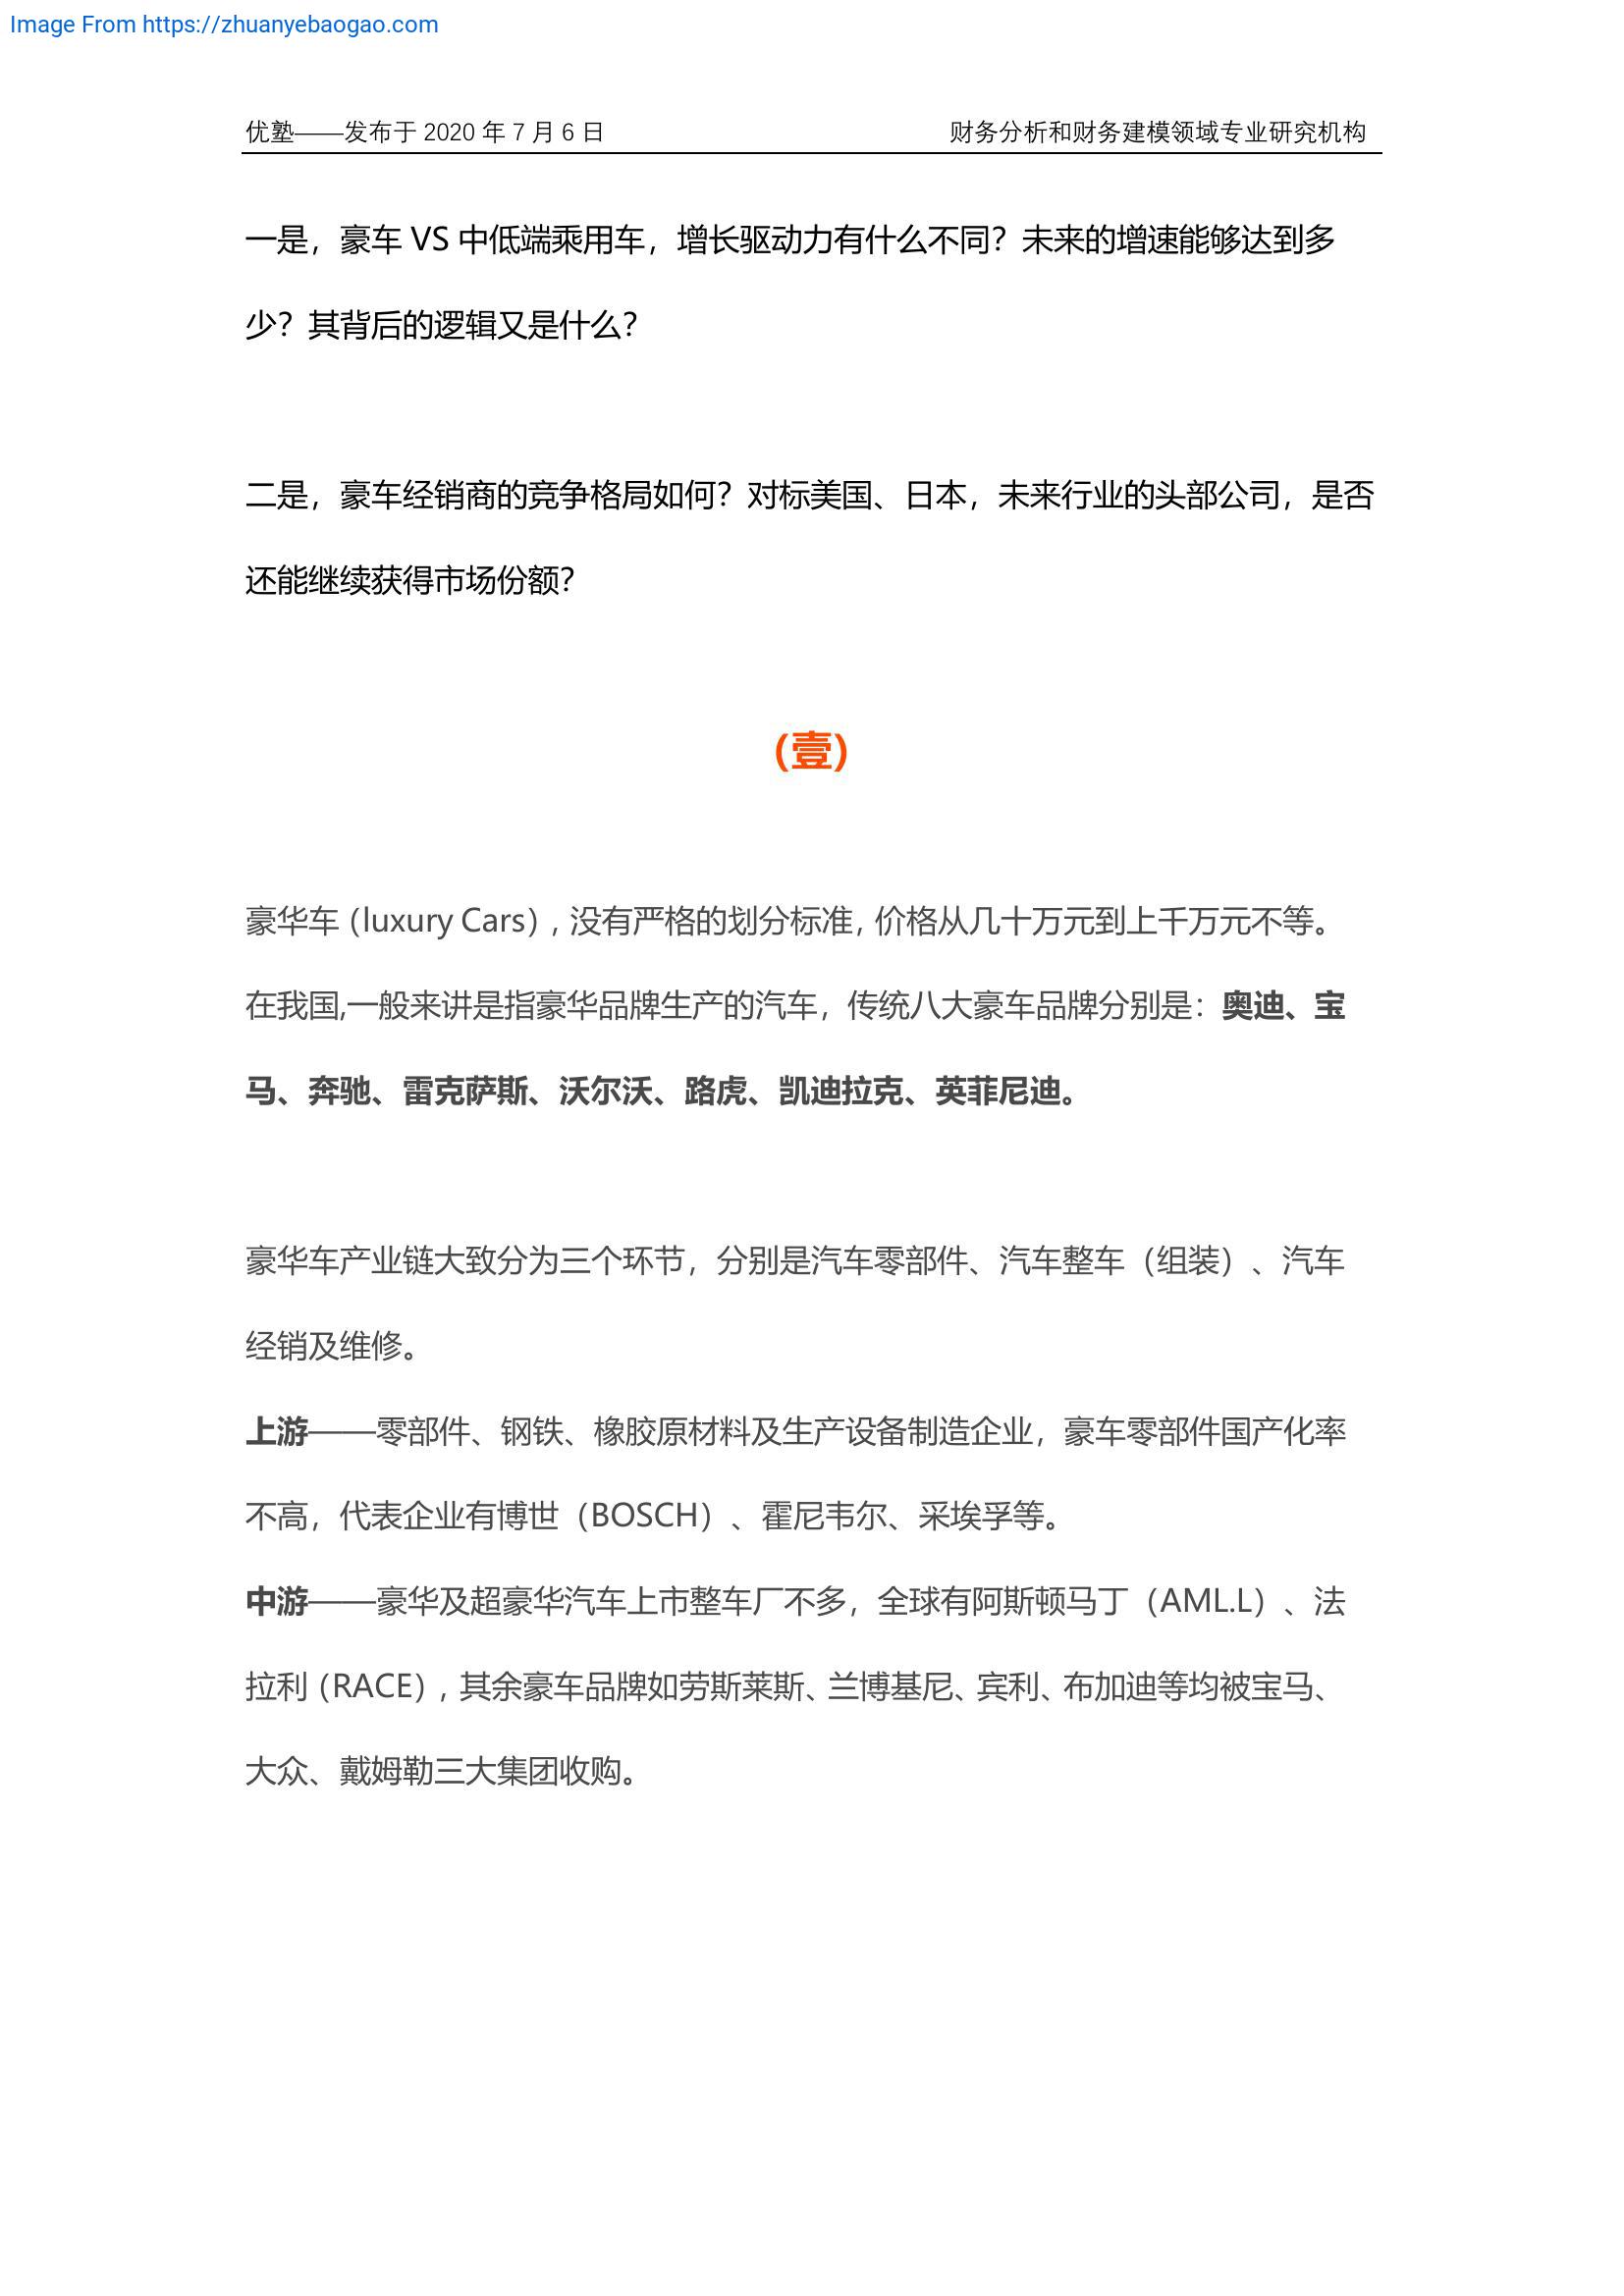 Image From https://zhuanyebaogao.com
优塾——发布于 2020 年 7 月 6 日 财务分析和财务建模领域专业研究机构
一是，豪车 VS 中低端乘用车，增长驱动力有什么不同？未来的增速能够达到多
少？其背后的逻辑又是什么？
二是，豪车经销商的竞争格局如何？对标美国、日本，未来行业的头部公司，是否
还能继续获得市场份额？
(壹)
豪华车（luxury Cars），没有严格的划分标准，价格从几十万元到上千万元不等。
在我国,一般来讲是指豪华品牌生产的汽车，传统八大豪车品牌分别是：奥迪、宝
马、奔驰、雷克萨斯、沃尔沃、路虎、凯迪拉克、英菲尼迪。
豪华车产业链大致分为三个环节，分别是汽车零部件、汽车整车（组装）、汽车
经销及维修。
上游——零部件、钢铁、橡胶原材料及生产设备制造企业，豪车零部件国产化率
不高，代表企业有博世（BOSCH）、霍尼韦尔、采埃孚等。
中游——豪华及超豪华汽车上市整车厂不多，全球有阿斯顿马丁（AML.L）、法
拉利（RACE），其余豪车品牌如劳斯莱斯、兰博基尼、宾利、布加迪等均被宝马、
大众、戴姆勒三大集团收购。